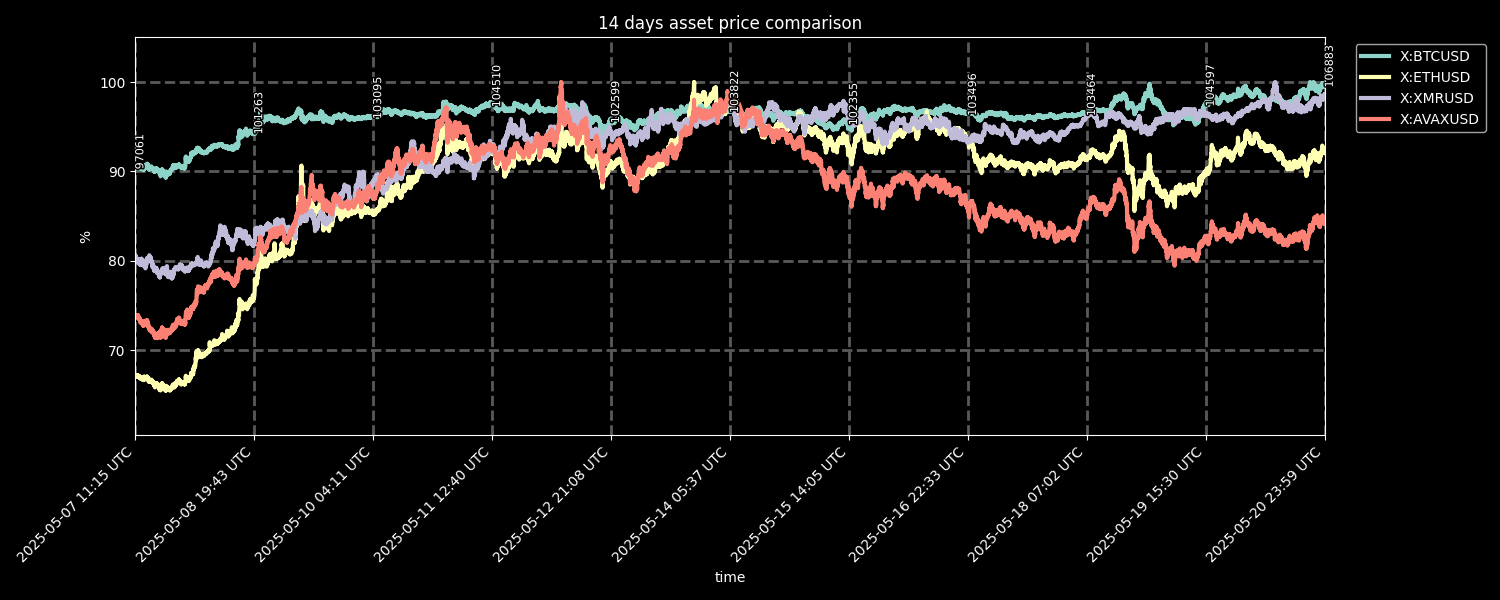 14 days asset price comparison
X:BTCUSD
X:ETHUSD
X:XMRUSD
X:AVAXUSD
100
90
80
70
%
97061
101263
103095
104510
102599
103822
102355
103496
103464
104597
106883
2025-05-07 11:15 UTC
2025-05-08 19:43 UTC
2025-05-10 04:11 UTC
2025-05-11 12:40 UTC
2025-05-12 21:08 UTC
2025-05-14 05:37 UTC
2025-05-15 14:05 UTC
2025-05-16 22:33 UTC
2025-05-18 07:02 UTC
2025-05-19 15:30 UTC
2025-05-20 23:59 UTC
time